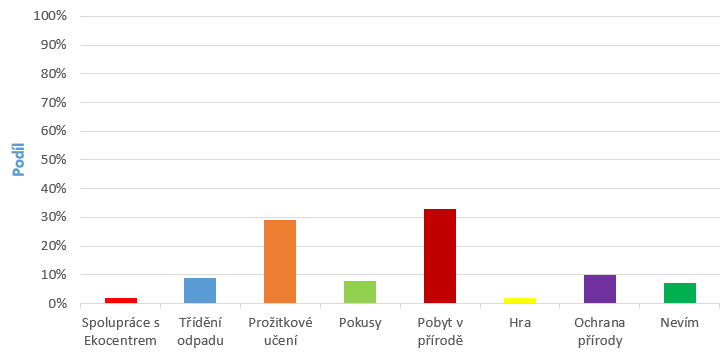 100%
90%
80%
70%
60%
50%
40%
30%
20%
10%
0%
Podíl
Spolupráce s
Ekocentrem
Třídění
odpadu
Prožitkové
učení
Pokusy
Pobyt v
přírodě
Hra
Ochrana
přírody
Nevím